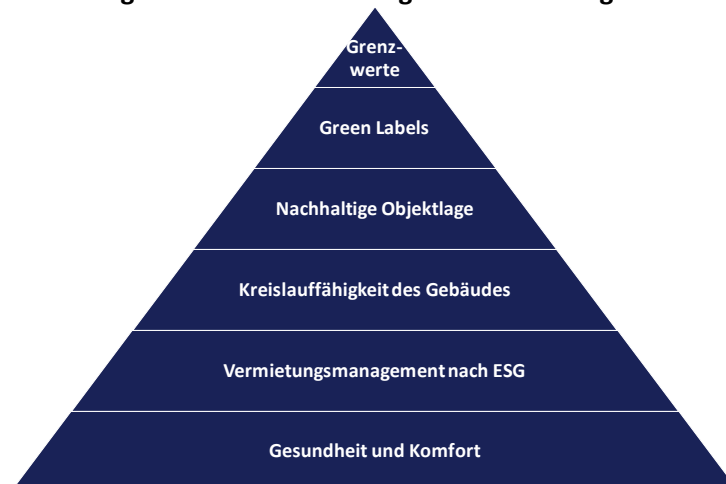 Grenz-
werte
Green Labels
Nachhaltige Objektlage
Kreislauffähigkeit des Gebäudes
Vermietungsmanagement nach ESG
Gesundheit und Komfort